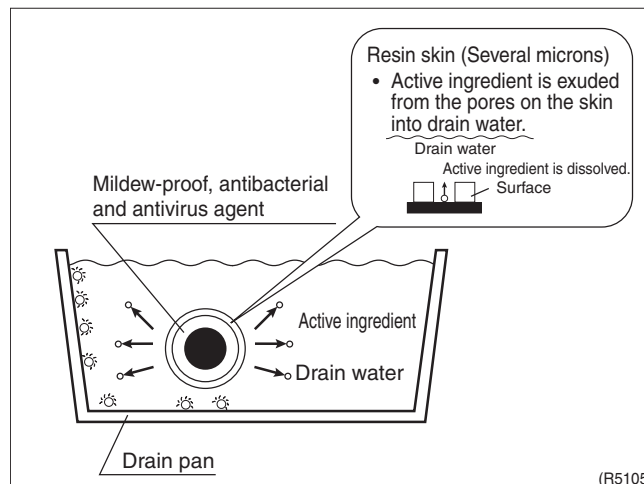 Resin skin (Several microns)
• Active ingredient is exuded
from the pores on the skin
into drain water.
Drain water
Active ingredient is dissolved.
Surface
Mildew-proof, antibacterial
and antivirus agent
Active ingredient
Drain water
Drain pan
(R5105